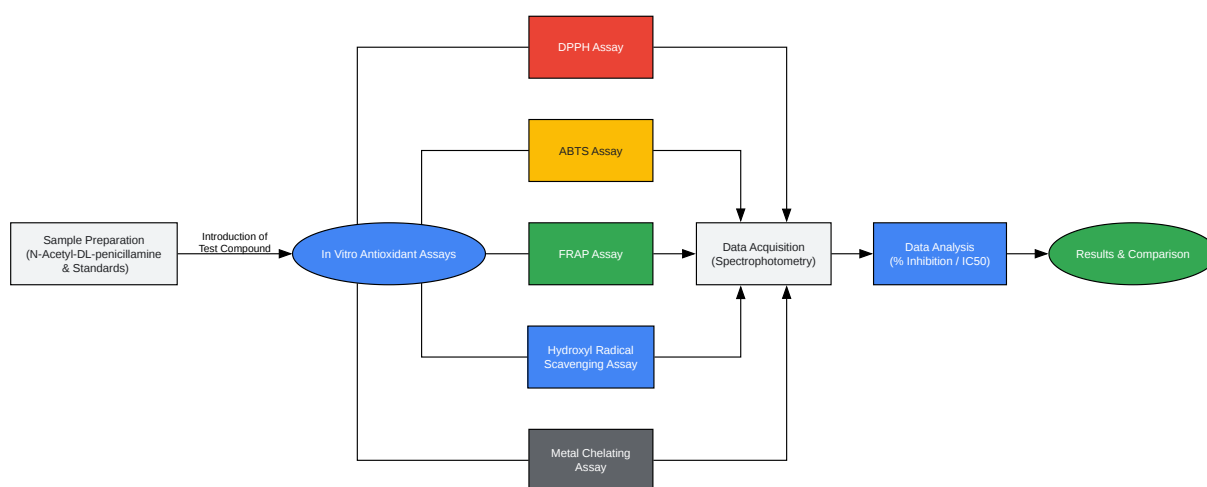 DPPH Assay
ABTS Assay
Sample Preparation
(N-Acetyl-DL-penicillamine
& Standards)
Introduction of
Test Compound
In Vitro Antioxidant Assays
FRAP Assay
Data Acquisition
(Spectrophotometry)
Data Analysis
(% Inhibition / IC50)
Results & Comparison
Hydroxyl Radical
Scavenging Assay
Metal Chelating
Assay